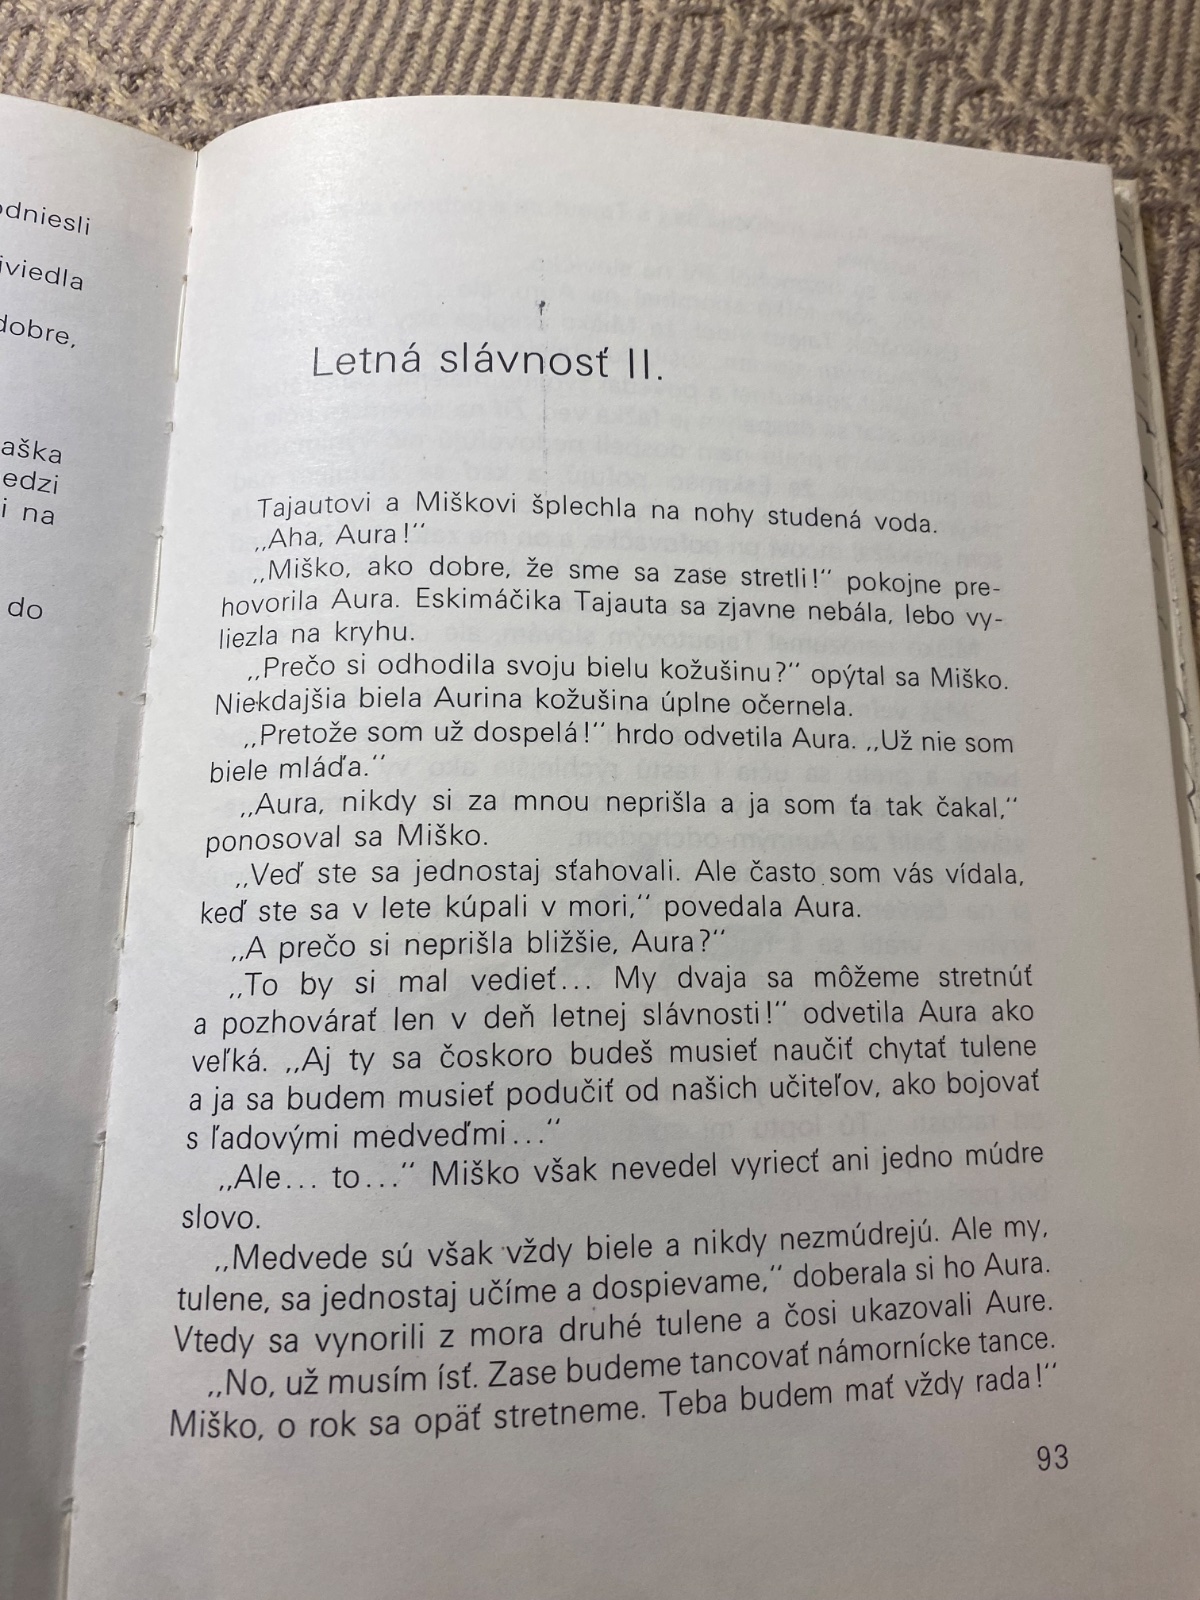 dobre,
aška
edzi
i na
do
Letná slávnosť II.
Tajautovi a Miškovi špľechla na nohy studená voda.
„Aha, Aura!"
„Miško, ako dobre, že sme sa zase stretli!" pokojne pre-
hovorila Aura. Eskimáčika Tajauta sa zjavne nebála, lebo vy-
liezla na kryhu.
„Prečo si odhodila svoju bielu kožušinu?" opýtal sa Miško.
Niekdajšia biela Aurina kožušina úplne očernela.
„Pretože som už dospelá!" hrdo odvetila Aura. „Už nie som
biele mláďa."
„Aura, nikdy si za mnou neprišla a ja som ťa tak čakal,"
ponosoval sa Miško.
„Veď ste sa jednostaj sťahovali. Ale často som vás vídala,
keď ste sa v lete kúpali v mori," povedala Aura.
„A prečo si neprišla bližšie, Aura?"
„To by si mal vedieť... My dvaja sa môžeme stretnúť
a pozhovárať len v deň letnej slávnosti!" odvetila Aura ako
veľká. „Aj ty sa čoskoro budeš musieť naučiť chytať tulene
a ja sa budem musieť podučiť od našich učiteľov, ako bojovať
s ľadovými medveďmi..."
„Ale... to..." Miško však nevedel vyriecť ani jedno múdre
slovo.
„Medvede sú však vždy biele a nikdy nezmúdrejú. Ale my,
tulene, sa jednostaj učíme a dospievame," doberala si ho Aura.
Vtedy sa vynorili z mora druhé tulene a čosi ukazovali Aure.
„No, už musím ísť. Zase budeme tancovať námornícke tance.
Miško, o rok sa opäť stretneme. Teba budem mať vždy rada!"
93